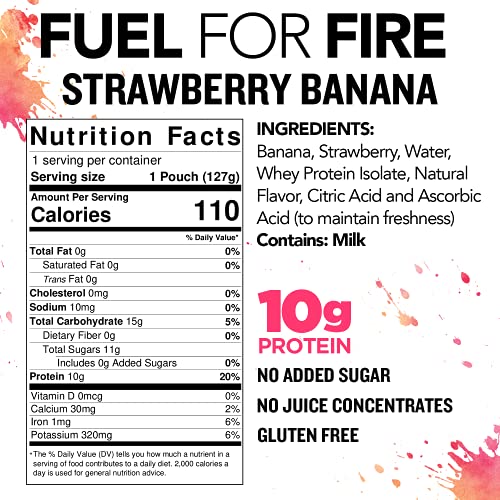 FUEL FOR FIRE
STRAWBERRY BANANA
Nutrition Facts
1 serving per container
Serving size 1 Pouch (127g)
Amount Per Serving
Calories 110
% Daily Value*
Total Fat 0g 0%
Saturated Fat 0g 0%
Trans Fat 0g
Cholesterol 0mg 0%
Sodium 10mg 0%
Total Carbohydrate 15g 5%
Dietary Fiber 0g 0%
Total Sugars 11g
Includes 0g Added Sugars 0%
Protein 10g 20%
Vitamin D 0mcg 0%
Calcium 30mg 2%
Iron 1mg 6%
Potassium 320mg 6%
*The % Daily Value (DV) tells you how much a nutrient in a
serving of food contributes to a daily diet. 2,000 calories a
day is used for general nutrition advice.
INGREDIENTS:
Banana, Strawberry, Water,
Whey Protein Isolate, Natural
Flavor, Citric Acid and Ascorbic
Acid (to maintain freshness)
Contains: Milk
10g
PROTEIN
NO ADDED SUGAR
NO JUICE CONCENTRATES
GLUTEN FREE